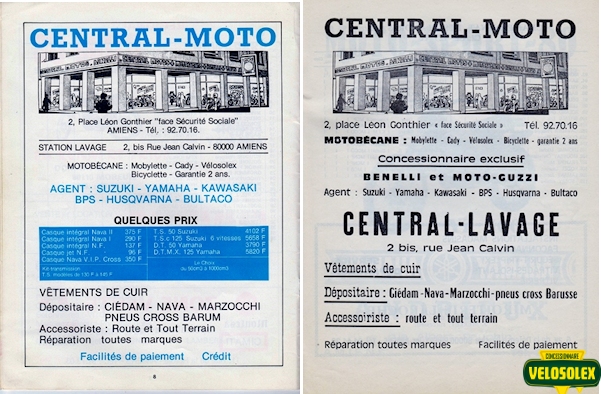 CENTRAL-MOTO
2, Place Léon Gonthier "face Sécurité Sociale"
AMIENS - Tél. : 92.70.16.
STATION LAVAGE 2, bis Rue Jean Calvin - 80000 AMIENS
MOTOBÉCANE : Mobylette - Cady - Vélosolex
Bicyclette - garantie 2 ans.
AGENT : SUZUKI - YAMAHA - KAWASAKI
BPS - HUSQVARNA - BULTACO
QUELQUES PRIX
Casque intégral Nava II 375 F
Casque intégral Nava I 290 F
Casque intégral N.F. 137 F
Casque jet N.F. 96 F
Casque Nava V.I.P. Cross 350 F
T.S. 50 Suzuki 4102 F
T.S.c 125 Suzuki 6 vitesses 5658 F
D.T. 50 Yamaha 3790 F
D.T.M.X. 125 Yamaha 5820 F
Kit transmission
Le Choix
VÊTEMENTS DE CUIR
Dépositaire : CIÉDAM - NAVA - MARZOCCHI
PNEUS CROSS BARUM
Accessoriste : Route et Tout Terrain
Réparation toutes marques
Facilités de paiement Crédit
8
CENTRAL-MOTO
2, place Léon Gonthier « face Sécurité Sociale » Tél. 92.70.16
MOTOBÉCANE : Mobylette - Cady - Vélosolex - Bicyclette - garantie 2 ans
Concessionnaire exclusif
BENELLI et MOTO-GUZZI
Agent : Suzuki - Yamaha - Kawasaki - BPS - Husqvarna - Bultaco
CENTRAL-LAVAGE
2 bis, rue Jean Calvin
Vêtements de cuir
Dépositaire : Ciédam-Nava-Marzocchi-pneus cross Barusse
Accessoiriste : route et tout terrain
Réparation toutes marques Facilités de paiement
CONCESSIONNAIRE
VELOSOLEX